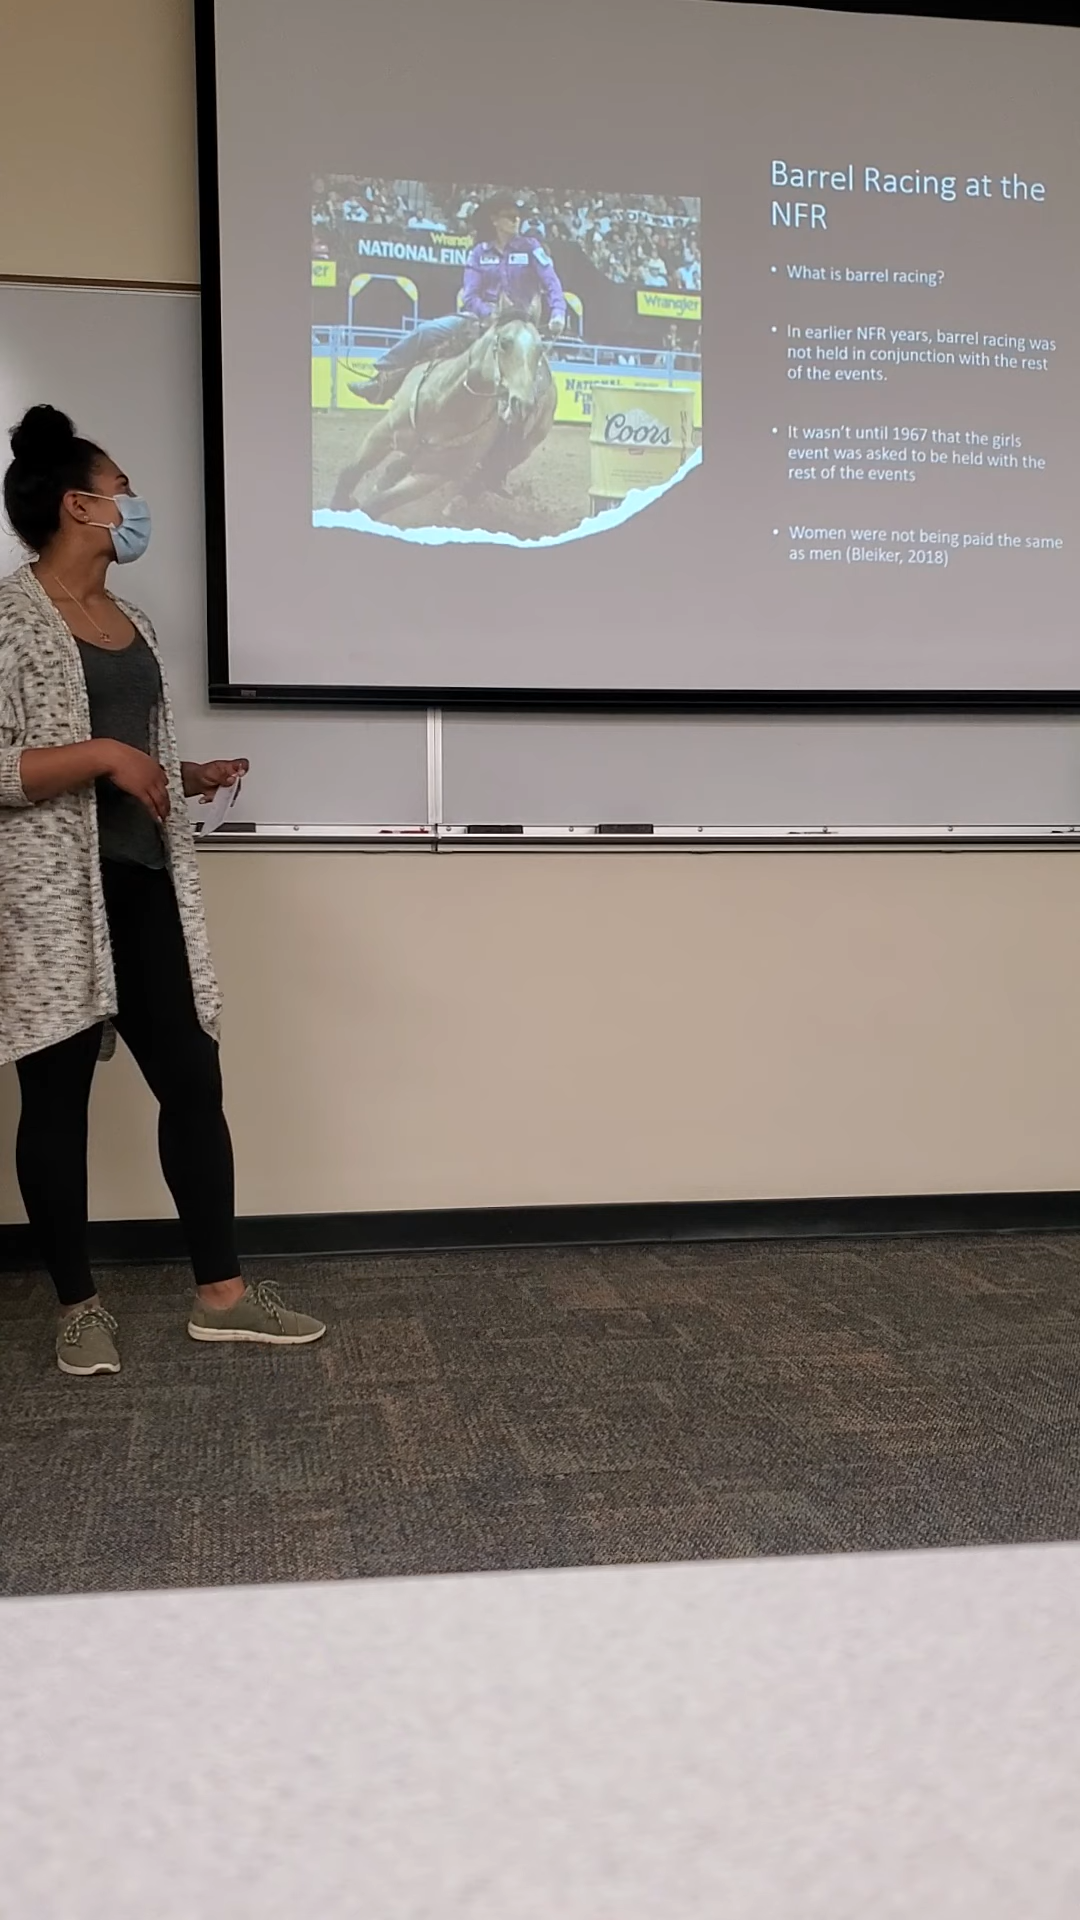 Barrel Racing at the
NFR
• What is barrel racing?
• In earlier NFR years, barrel racing was
not held in conjunction with the rest
of the events.
• It wasn't until 1967 that the girls
event was asked to be held with the
rest of the events
• Women were not being paid the same
as men (Bleiker, 2018)
Wrangle
NATIONAL FINA
er
Wrangler
Coors